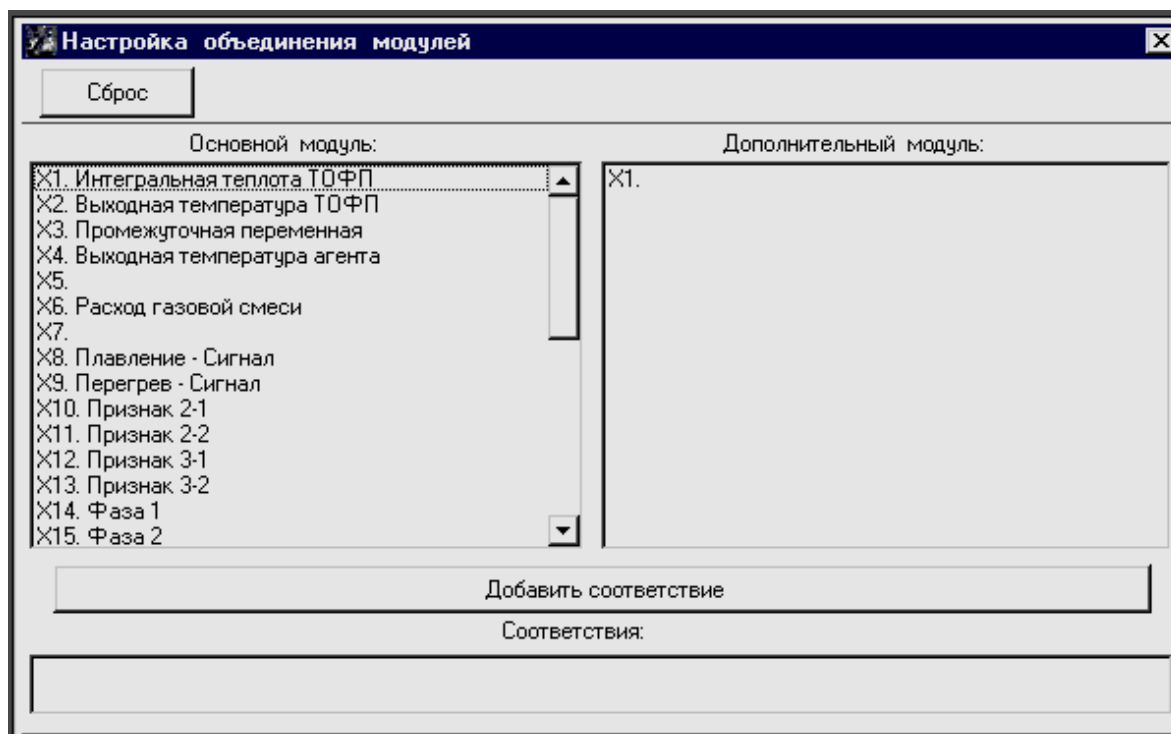 Настройка объединения модулей
Сброс
Основной модуль:
Дополнительный модуль:
X1. Интегральная теплота ТОФП
X2. Выходная температура ТОФП
X3. Промежуточная переменная
X4. Выходная температура агента
X5.
X6. Расход газовой смеси
X7.
X8. Плавление - Сигнал
X9. Перегрев - Сигнал
X10. Признак 2-1
X11. Признак 2-2
X12. Признак 3-1
X13. Признак 3-2
X14. Фаза 1
X15. Фаза 2
X1.
Добавить соответствие
Соответствия: